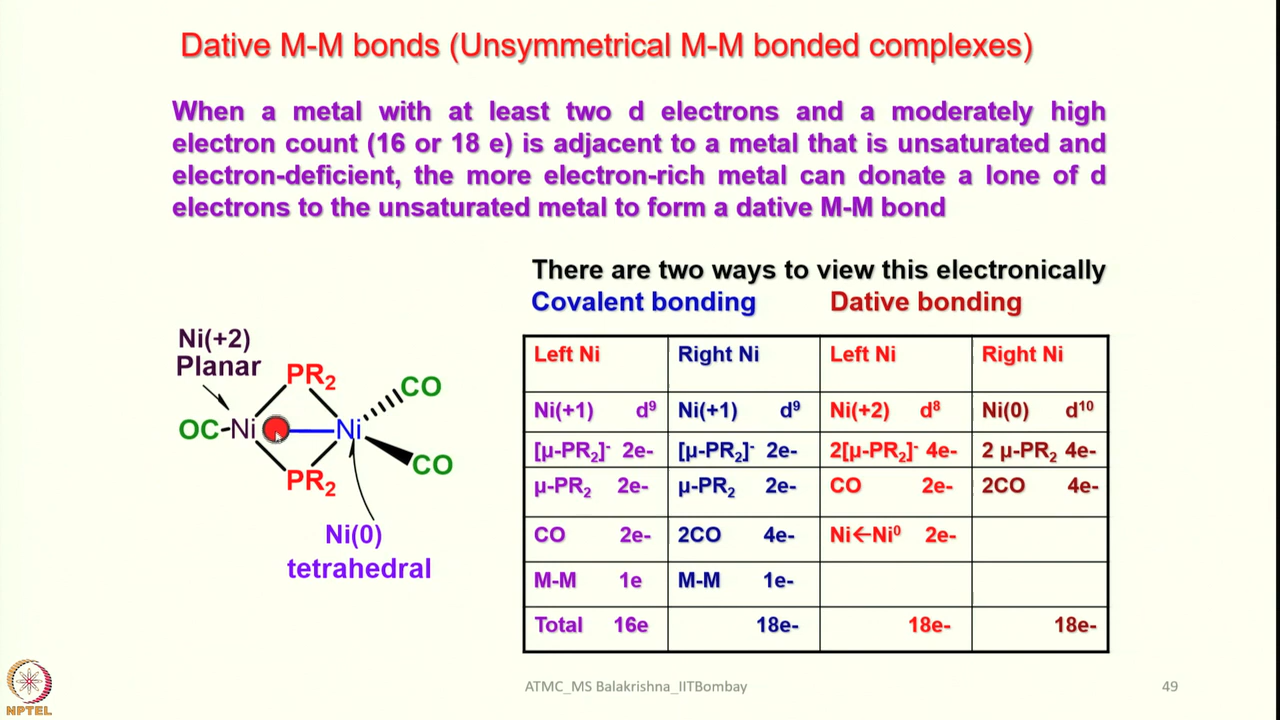 Dative M-M bonds (Unsymmetrical M-M bonded complexes)
When a metal with at least two d electrons and a moderately high
electron count (16 or 18 e) is adjacent to a metal that is unsaturated and
electron-deficient, the more electron-rich metal can donate a lone of d
electrons to the unsaturated metal to form a dative M-M bond
There are two ways to view this electronically
Covalent bonding Dative bonding
Ni(+2)
Planar
PR₂
CO
OC-Ni Ni
CO
PR₂
Ni(0)
tetrahedral
Left Ni Right Ni Left Ni Right Ni
Ni(+1) d⁹ Ni(+1) d⁹ Ni(+2) d⁸ Ni(0) d¹⁰
[μ-PR₂]⁻ 2e- [μ-PR₂]⁻ 2e- 2[μ-PR₂]⁻ 4e- 2 μ-PR₂ 4e-
μ-PR₂ 2e- μ-PR₂ 2e- CO 2e- 2CO 4e-
CO 2e- 2CO 4e- Ni←Ni⁰ 2e-
M-M 1e M-M 1e-
Total 16e 18e- 18e- 18e-
NPTEL
ATMC_MS Balakrishna_IITBombay
49